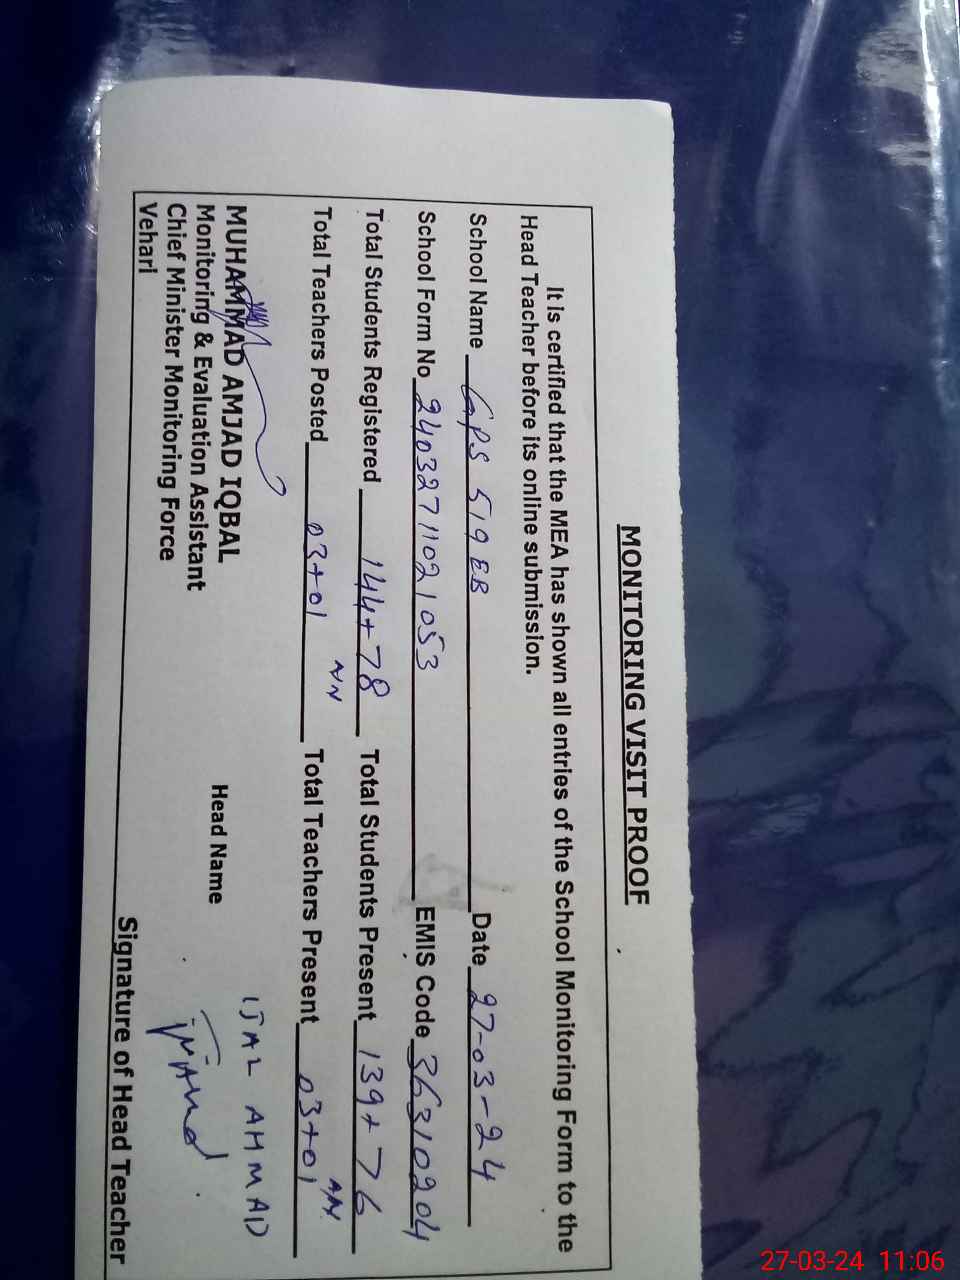 MONITORING VISIT PROOF
It is certified that the MEA has shown all entries of the School Monitoring Form to the
Head Teacher before its online submission.
School Name GPS 519 EB Date 27-03-24
School Form No 2403271102 1053 EMIS Code 36310204
Total Students Registered 144+78 Total Students Present 139+76
Total Teachers Posted 03+01 Total Teachers Present 03+01
MUHAMMAD AMJAD IQBAL
Monitoring & Evaluation Assistant
Chief Minister Monitoring Force
Vehari
Head Name IJAZ AHMAD
Signature of Head Teacher
27-03-24 11:06